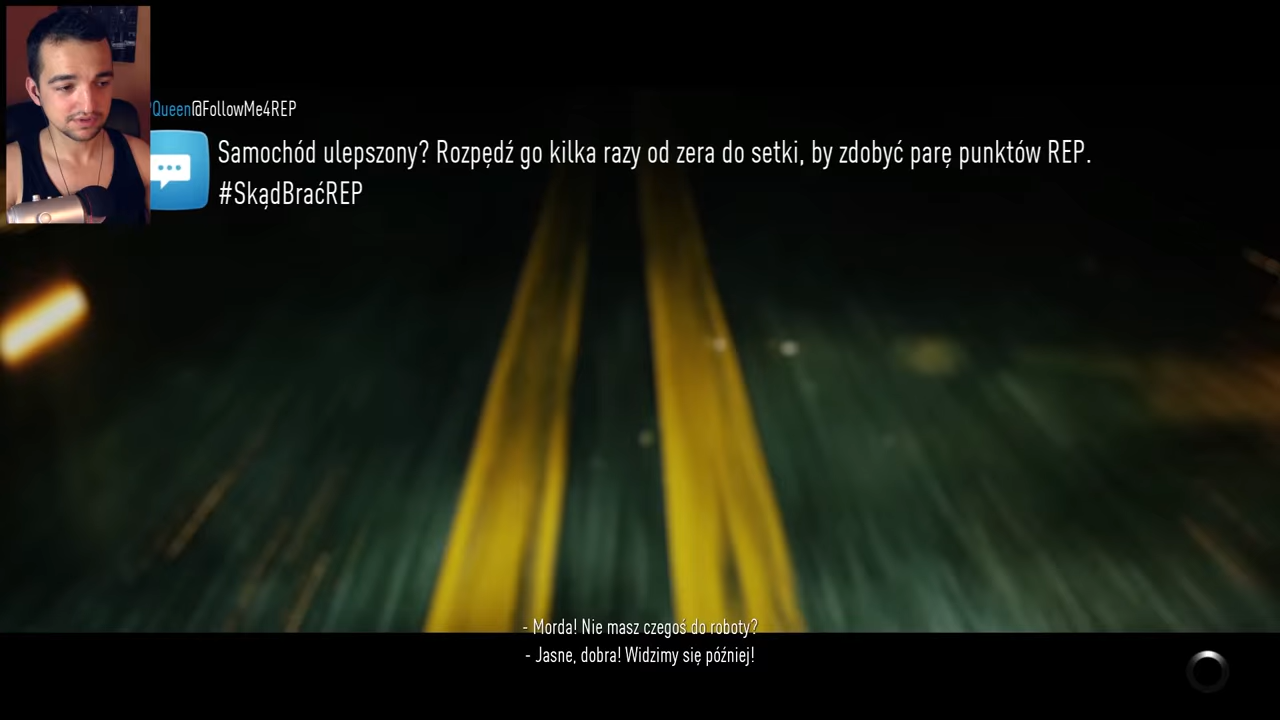 Queen@FollowMe4REP
Samochód ulepszony? Rozpędź go kilka razy od zera do setki, by zdobyć parę punktów REP.
#SkądBraćREP
- Morda! Nie masz czegoś do roboty?
- Jasne, dobra! Widzimy się później!